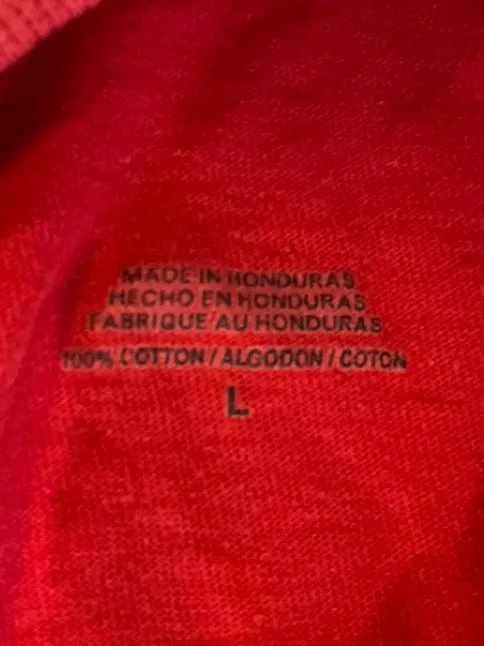 MADE IN HONDURAS
HECHO EN HONDURAS
FABRIQUE AU HONDURAS
100% COTTON / ALGODON / COTON
L